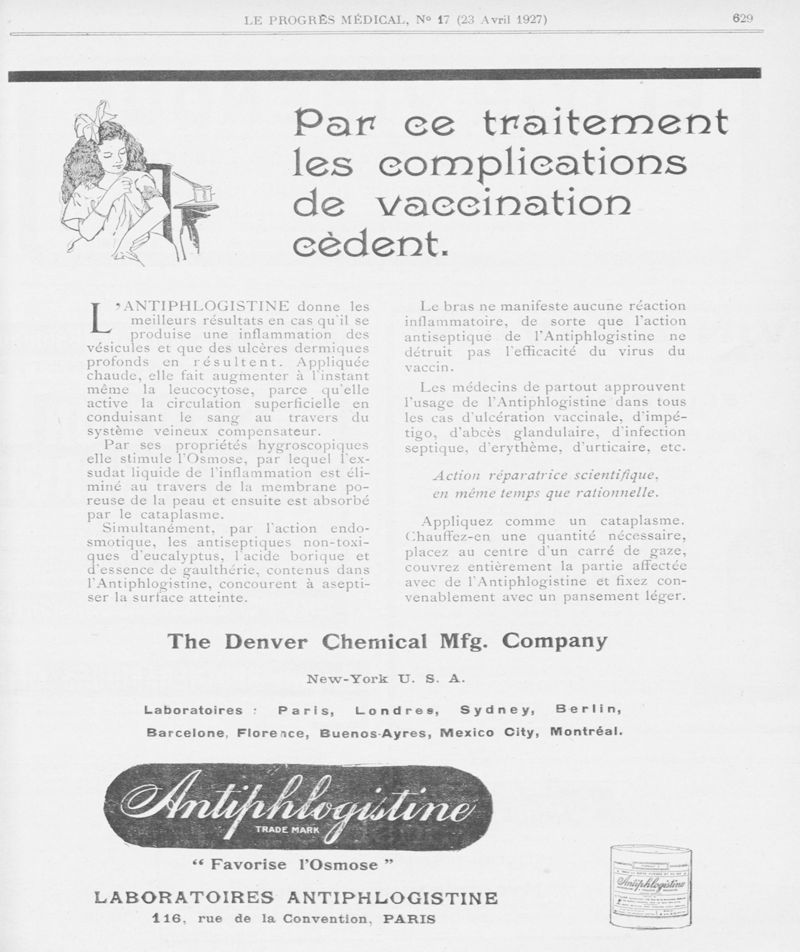 LE PROGRÈS MÉDICAL, No 17 (23 Avril 1927)
629
Par ce traitement
les complications
de vaccination
cèdent.
L'ANTIPHLOGISTINE donne les
meilleurs résultats en cas qu'il se
produise une inflammation des
vésicules et que des ulcères dermiques
profonds en résultent. Appliquée
chaude, elle fait augmenter à l'instant
même la leucocytose, parce qu'elle
active la circulation superficielle en
conduisant le sang au travers du
système veineux compensateur.
Par ses propriétés hygroscopiques
elle stimule l'Osmose, par lequel l'ex-
sudat liquide de l'inflammation est éli-
miné au travers de la membrane po-
reuse de la peau et ensuite est absorbé
par le cataplasme.
Simultanément, par l'action endo-
smotique, les antiseptiques non-toxi-
ques d'eucalyptus, l'acide borique et
d'essence de gaulthérie, contenus dans
l'Antiphlogistine, concourent à asepti-
ser la surface atteinte.
Le bras ne manifeste aucune réaction
inflammatoire, de sorte que l'action
antiseptique de l'Antiphlogistine ne
détruit pas l'efficacité du virus du
vaccin.
Les médecins de partout approuvent
l'usage de l'Antiphlogistine dans tous
les cas d'ulcération vaccinale, d'impé-
tigo, d'abcès glandulaire, d'infection
septique, d'erythème, d'urticaire, etc.
Action réparatrice scientifique,
en même temps que rationnelle.
Appliquez comme un cataplasme.
Chauffez-en une quantité nécessaire,
placez au centre d'un carré de gaze,
couvrez entièrement la partie affectée
avec de l'Antiphlogistine et fixez con-
venablement avec un pansement léger.
The Denver Chemical Mfg. Company
New-York U. S. A.
Laboratoires : Paris, Londres, Sydney, Berlin,
Barcelone, Florence, Buenos-Ayres, Mexico City, Montréal.
Antiphlogistine
TRADE MARK
“ Favorise l'Osmose ”
LABORATOIRES ANTIPHLOGISTINE
116, rue de la Convention, PARIS
Antiphlogistine